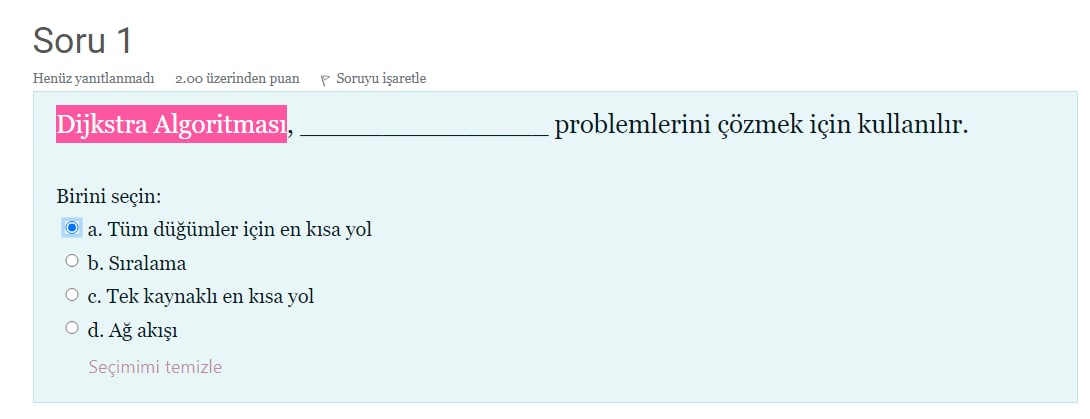 Soru 1
Henüz yanıtlanmadı 2.00 üzerinden puan Soruyu işaretle
Dijkstra Algoritması, __________________ problemlerini çözmek için kullanılır.
Birini seçin:
a. Tüm düğümler için en kısa yol
b. Sıralama
c. Tek kaynaklı en kısa yol
d. Ağ akışı
Seçimimi temizle